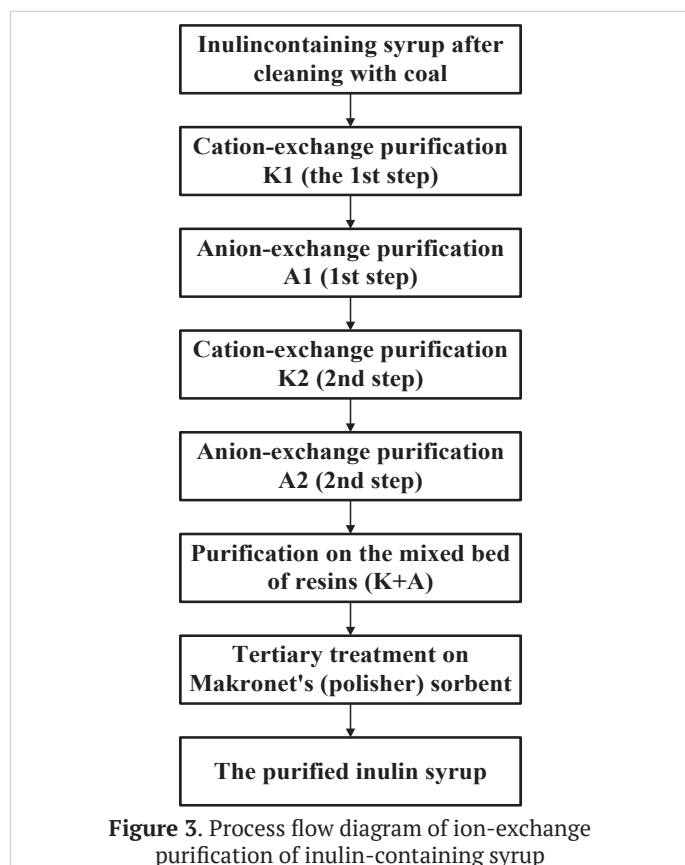 Inulincontaining syrup after
cleaning with coal
Cation-exchange purification
K1 (the 1st step)
Anion-exchange purification
A1 (1st step)
Cation-exchange purification
K2 (2nd step)
Anion-exchange purification
A2 (2nd step)
Purification on the mixed bed
of resins (K+A)
Tertiary treatment on
Makronet's (polisher) sorbent
The purified inulin syrup
Figure 3. Process flow diagram of ion-exchange
purification of inulin-containing syrup